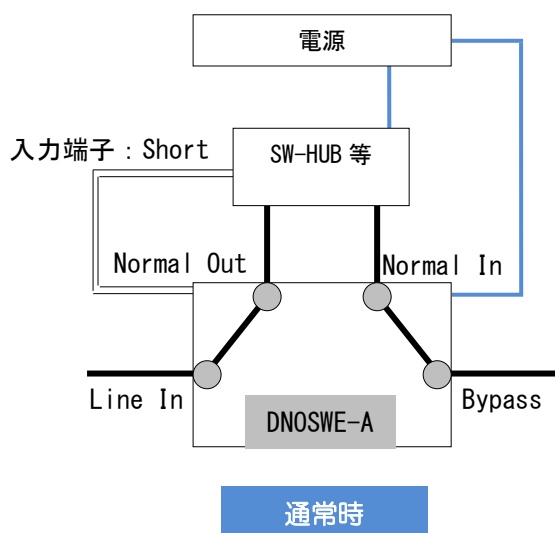 電源
入力端子：Short
SW-HUB 等
Normal Out
Normal In
Line In
Bypass
DNOSWE-A
通常時